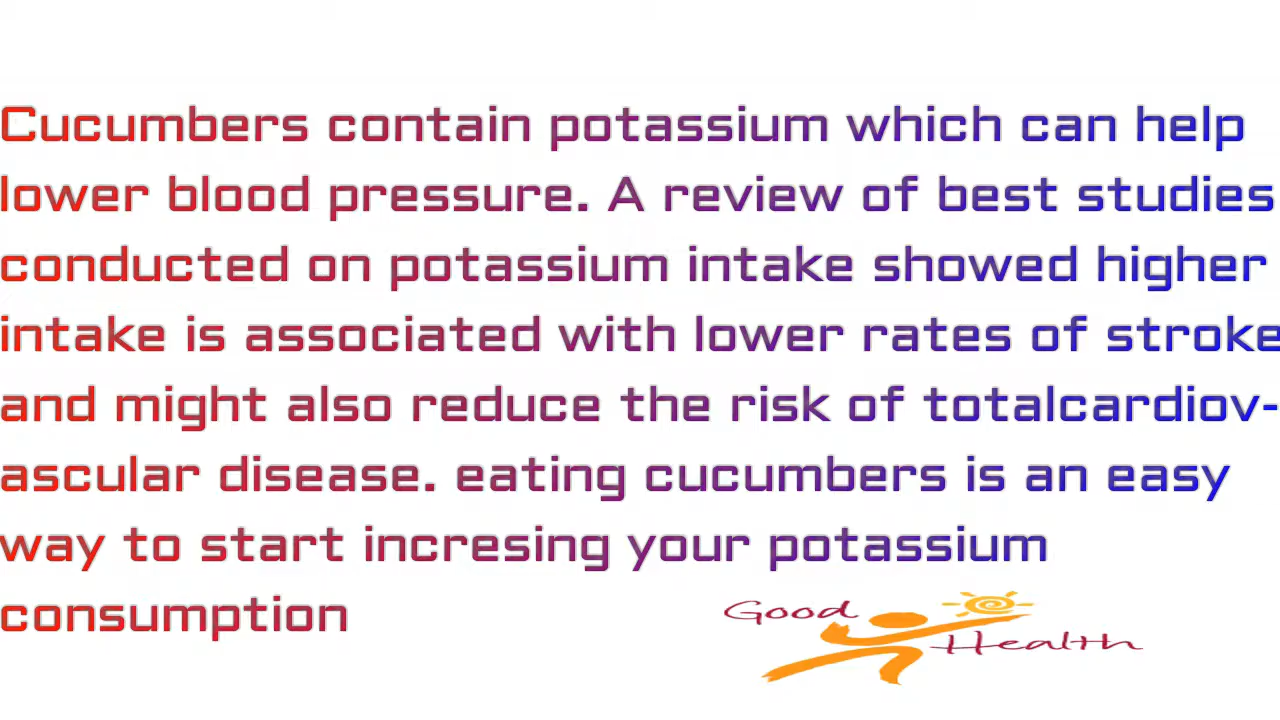 Cucumbers contain potassium which can help
lower blood pressure. A review of best studies
conducted on potassium intake showed higher
intake is associated with lower rates of stroke
and might also reduce the risk of totalcardiov-
ascular disease. eating cucumbers is an easy
way to start incresing your potassium
consumption
Good
Health